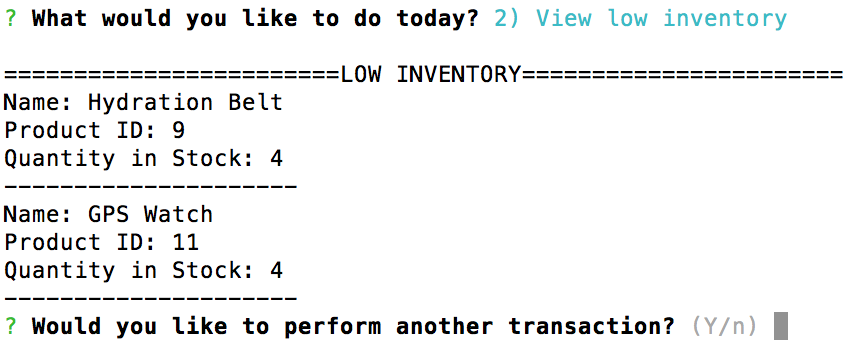 ? What would you like to do today? 2) View low inventory
========================LOW INVENTORY=======================
Name: Hydration Belt
Product ID: 9
Quantity in Stock: 4
---------------------
Name: GPS Watch
Product ID: 11
Quantity in Stock: 4
---------------------
? Would you like to perform another transaction? (Y/n)